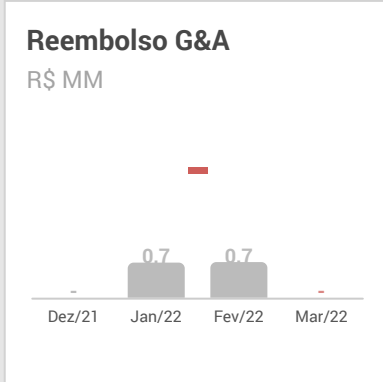 Reembolso G&A
R$ MM
0.7 0.7
- -
Dez/21 Jan/22 Fev/22 Mar/22